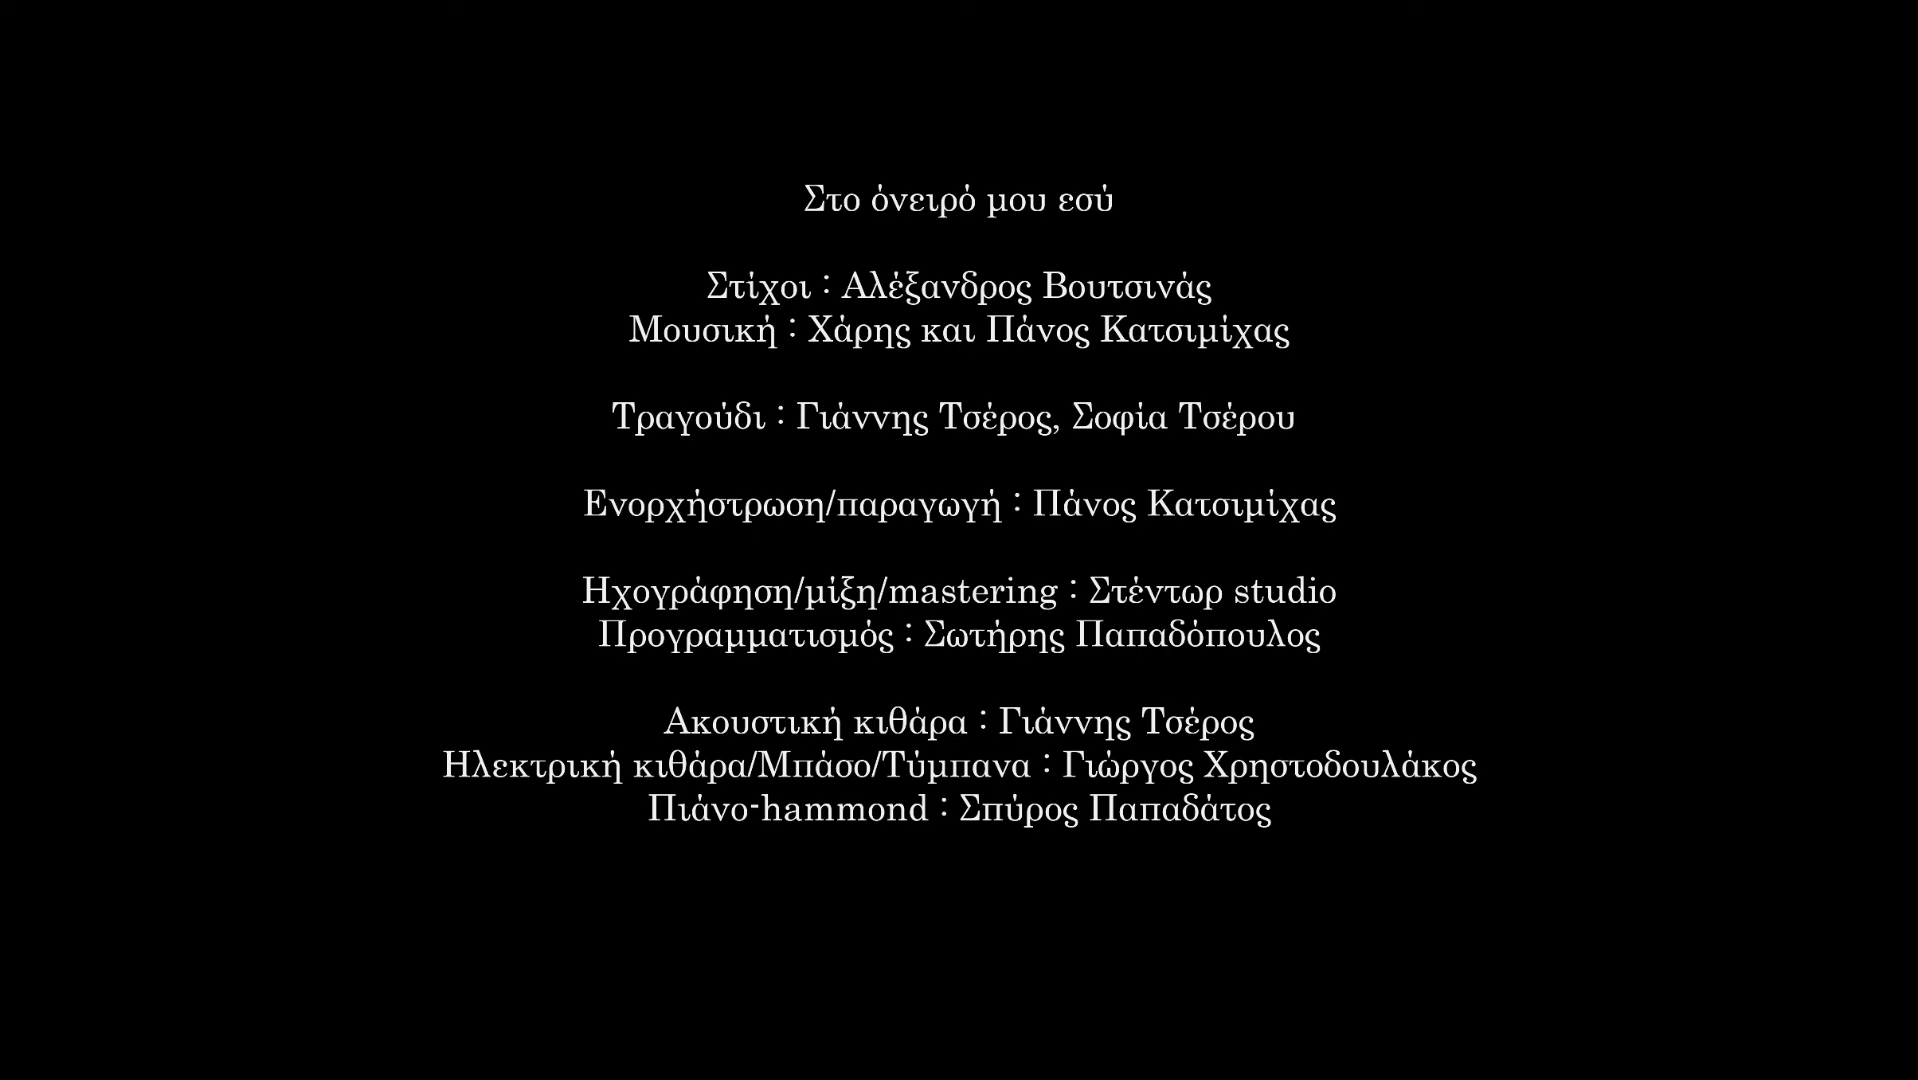 Στο όνειρό μου εσύ
Στίχοι : Αλέξανδρος Βουτσινάς
Μουσική : Χάρης και Πάνος Κατσιμίχας
Τραγούδι : Γιάννης Τσέρος, Σοφία Τσέρου
Ενορχήστρωση/παραγωγή : Πάνος Κατσιμίχας
Ηχογράφηση/μίξη/mastering : Στέντωρ studio
Προγραμματισμός : Σωτήρης Παπαδόπουλος
Ακουστική κιθάρα : Γιάννης Τσέρος
Ηλεκτρική κιθάρα/Μπάσο/Τύμπανα : Γιώργος Χρηστοδουλάκος
Πιάνο-hammond : Σπύρος Παπαδάτος